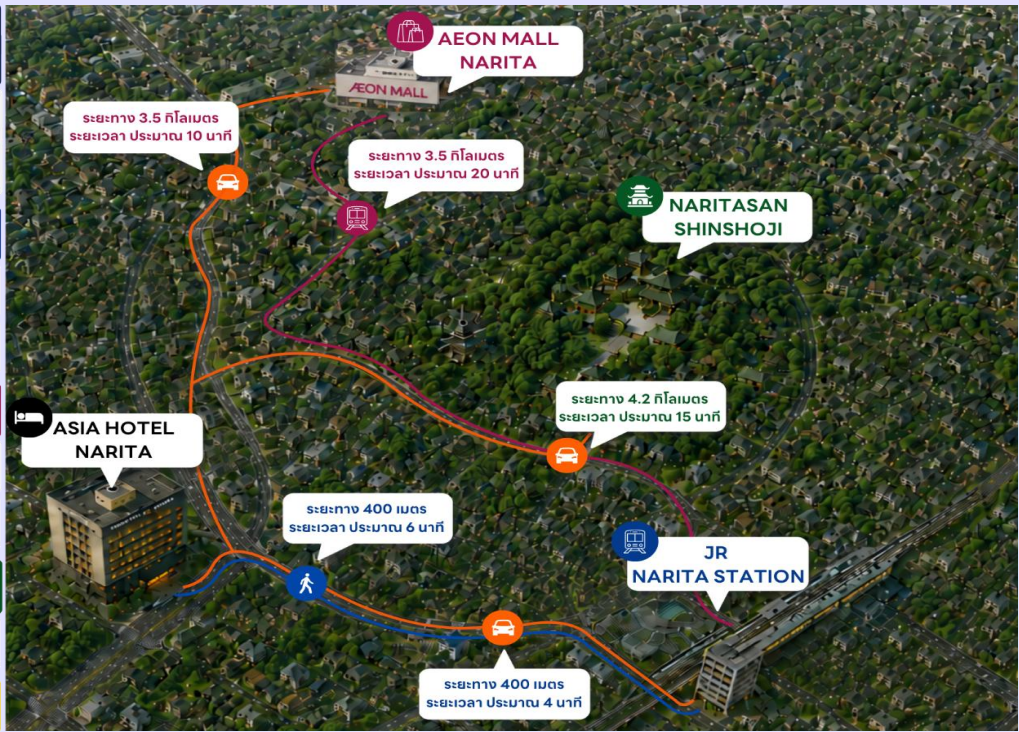 AEON MALL
NARITA
ÆON MALL
ระยะทาง 3.5 กิโลเมตร
ระยะเวลา ประมาณ 10 นาที
ระยะทาง 3.5 กิโลเมตร
ระยะเวลา ประมาณ 20 นาที
NARITASAN
SHINSHOJI
ระยะทาง 4.2 กิโลเมตร
ระยะเวลา ประมาณ 15 นาที
ASIA HOTEL
NARITA
ระยะทาง 400 เมตร
ระยะเวลา ประมาณ 6 นาที
JR
NARITA STATION
ระยะทาง 400 เมตร
ระยะเวลา ประมาณ 4 นาที